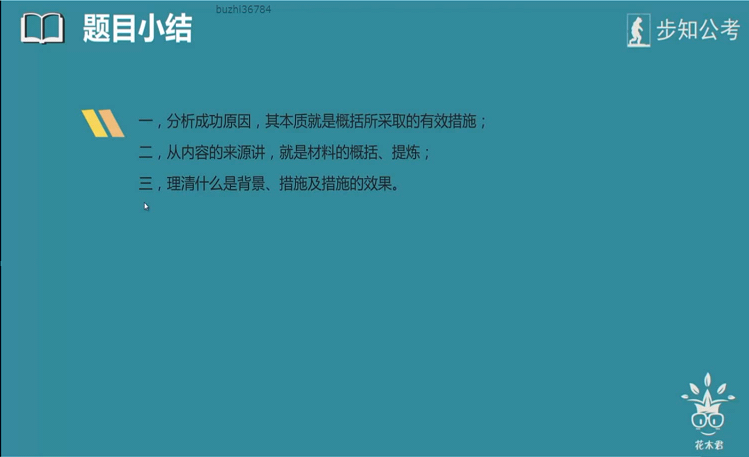 buzhi36784
题目小结
步知公考
一，分析成功原因，其本质就是概括所采取的有效措施；
二，从内容的来源讲，就是材料的概括、提炼；
三，理清什么是背景、措施及措施的效果。
花木君